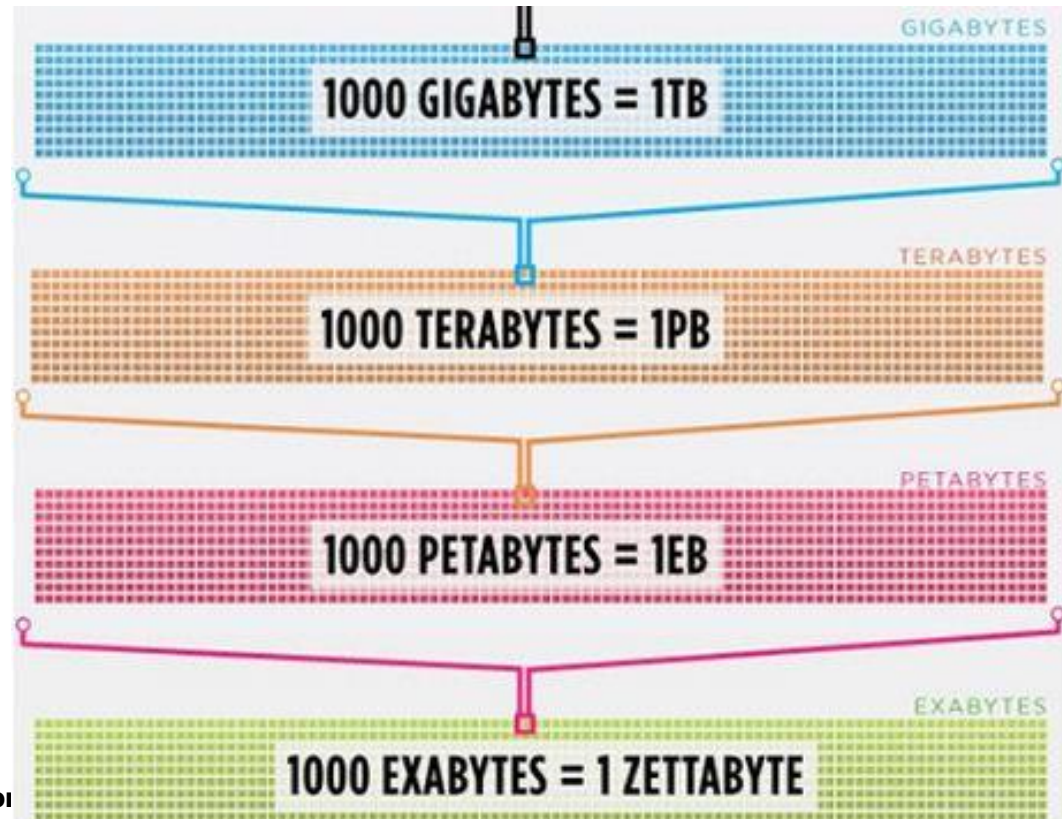 GIGABYTES
1000 GIGABYTES = 1TB
TERABYTES
1000 TERABYTES = 1PB
PETABYTES
1000 PETABYTES = 1EB
EXABYTES
1000 EXABYTES = 1 ZETTABYTE